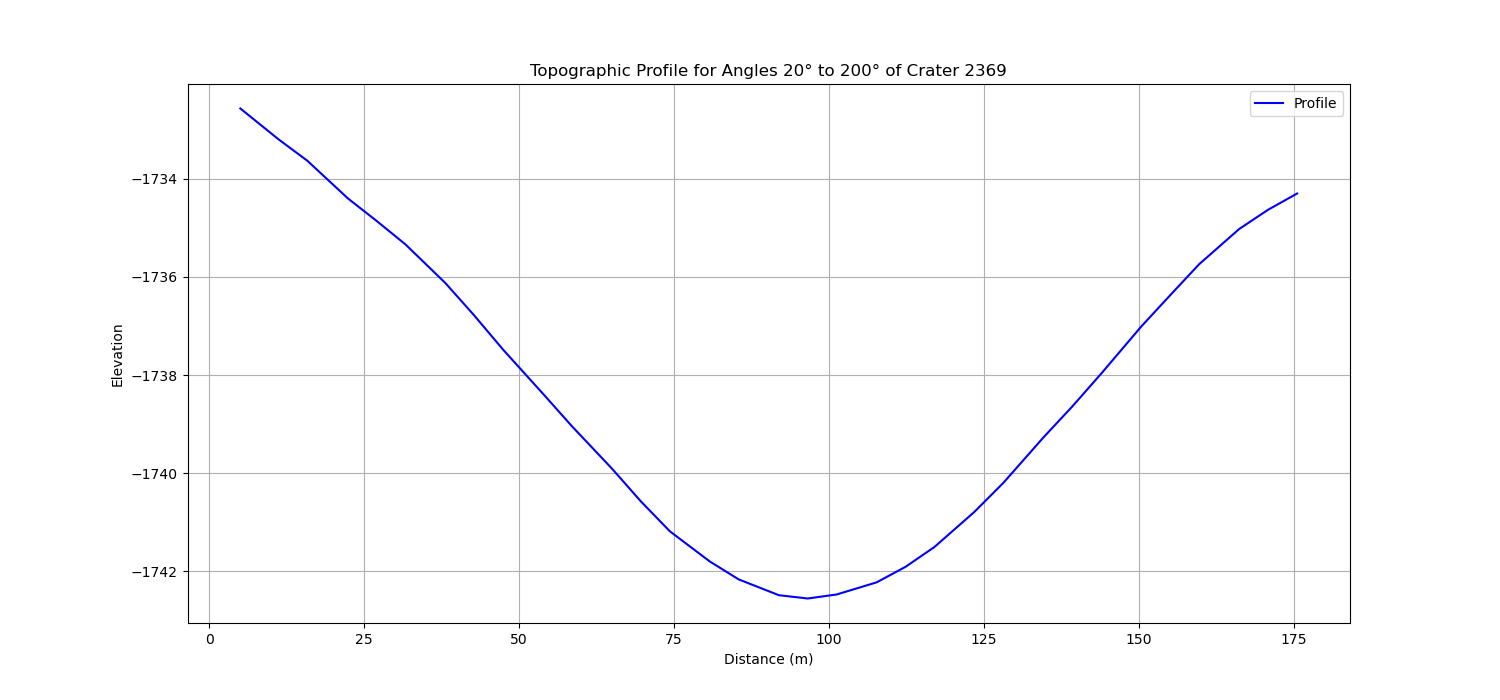 Topographic Profile for Angles 20° to 200° of Crater 2369
Profile
−1734
−1736
−1738
−1740
−1742
Elevation
0 25 50 75 100 125 150 175
Distance (m)